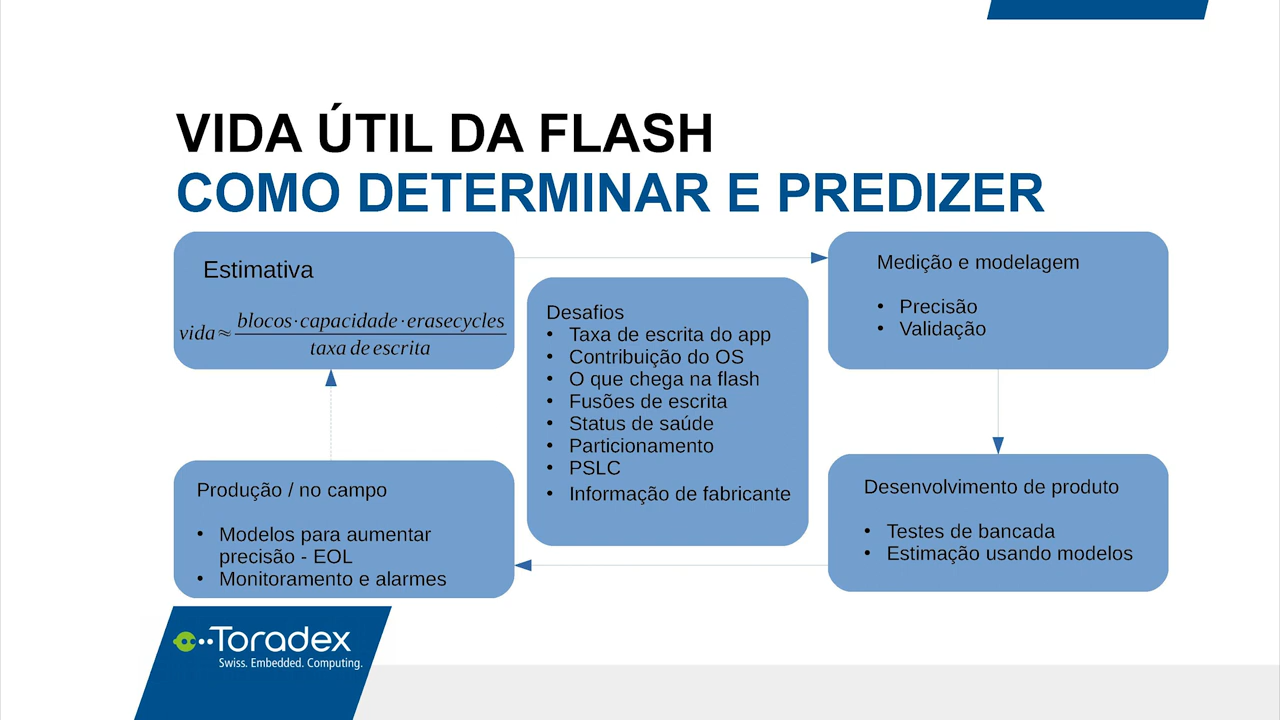 VIDA ÚTIL DA FLASH
COMO DETERMINAR E PREDIZER
Estimativa
vida≈ blocos·capacidade·erasecycles
taxa de escrita
Medição e modelagem
• Precisão
• Validação
Desafios
• Taxa de escrita do app
• Contribuição do OS
• O que chega na flash
• Fusões de escrita
• Status de saúde
• Particionamento
• PSLC
• Informação de fabricante
Produção / no campo
• Modelos para aumentar
precisão - EOL
• Monitoramento e alarmes
Desenvolvimento de produto
• Testes de bancada
• Estimação usando modelos
Toradex
Swiss. Embedded. Computing.